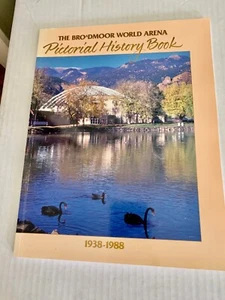 THE BROADMOOR WORLD ARENA
Pictorial History Book
1938-1988